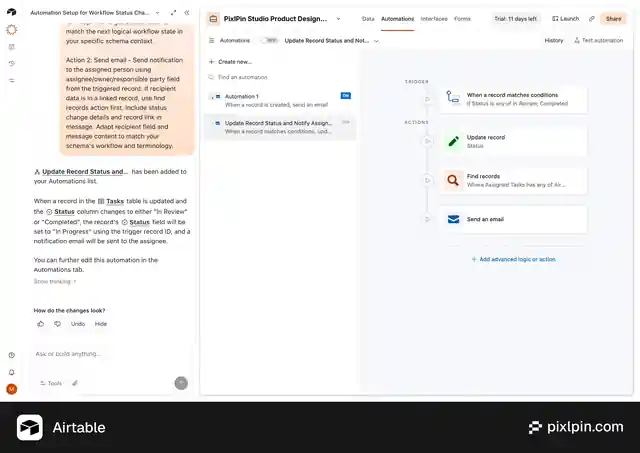 Automation Setup for Workflow Status Cha...
match the next logical workflow state in
your specific schema context
Action 2: Send email - Send notification
to the assigned person using
assignee/owner/responsible party field
from the triggered record. If recipient
data is in a linked record, use find
records action first. Include status
change details and record link in
message. Adapt recipient field and
message content to match your
schema's workflow and terminology.
Update Record Status and... has been added to
your Automations list.
When a record in the Tasks table is updated and
the Status column changes to either "In Review"
or "Completed", the record's Status field will be
set to "In Progress" using the trigger record ID, and a
notification email will be sent to the assignee.
You can further edit this automation in the
Automations tab.
Show thinking
How do the changes look?
Undo Hide
Ask or build anything...
Tools
M
PixlPin Studio Product Design...
Data Automations Interfaces Forms
Trial: 11 days left
Launch
Share
Automations
OFF
Update Record Status and Not...
History
Test automation
Create new...
Find an automation
Automation 1
On
When a record is created, send an email
Update Record Status and Notify Assign...
When a record matches conditions, upd...
TRIGGER
When a record matches conditions
ACTIONS
Update record
Status
Find records
Where Assigned Tasks has any of
Send an email
+ Add advanced logic or action
Airtable
pixlpin.com